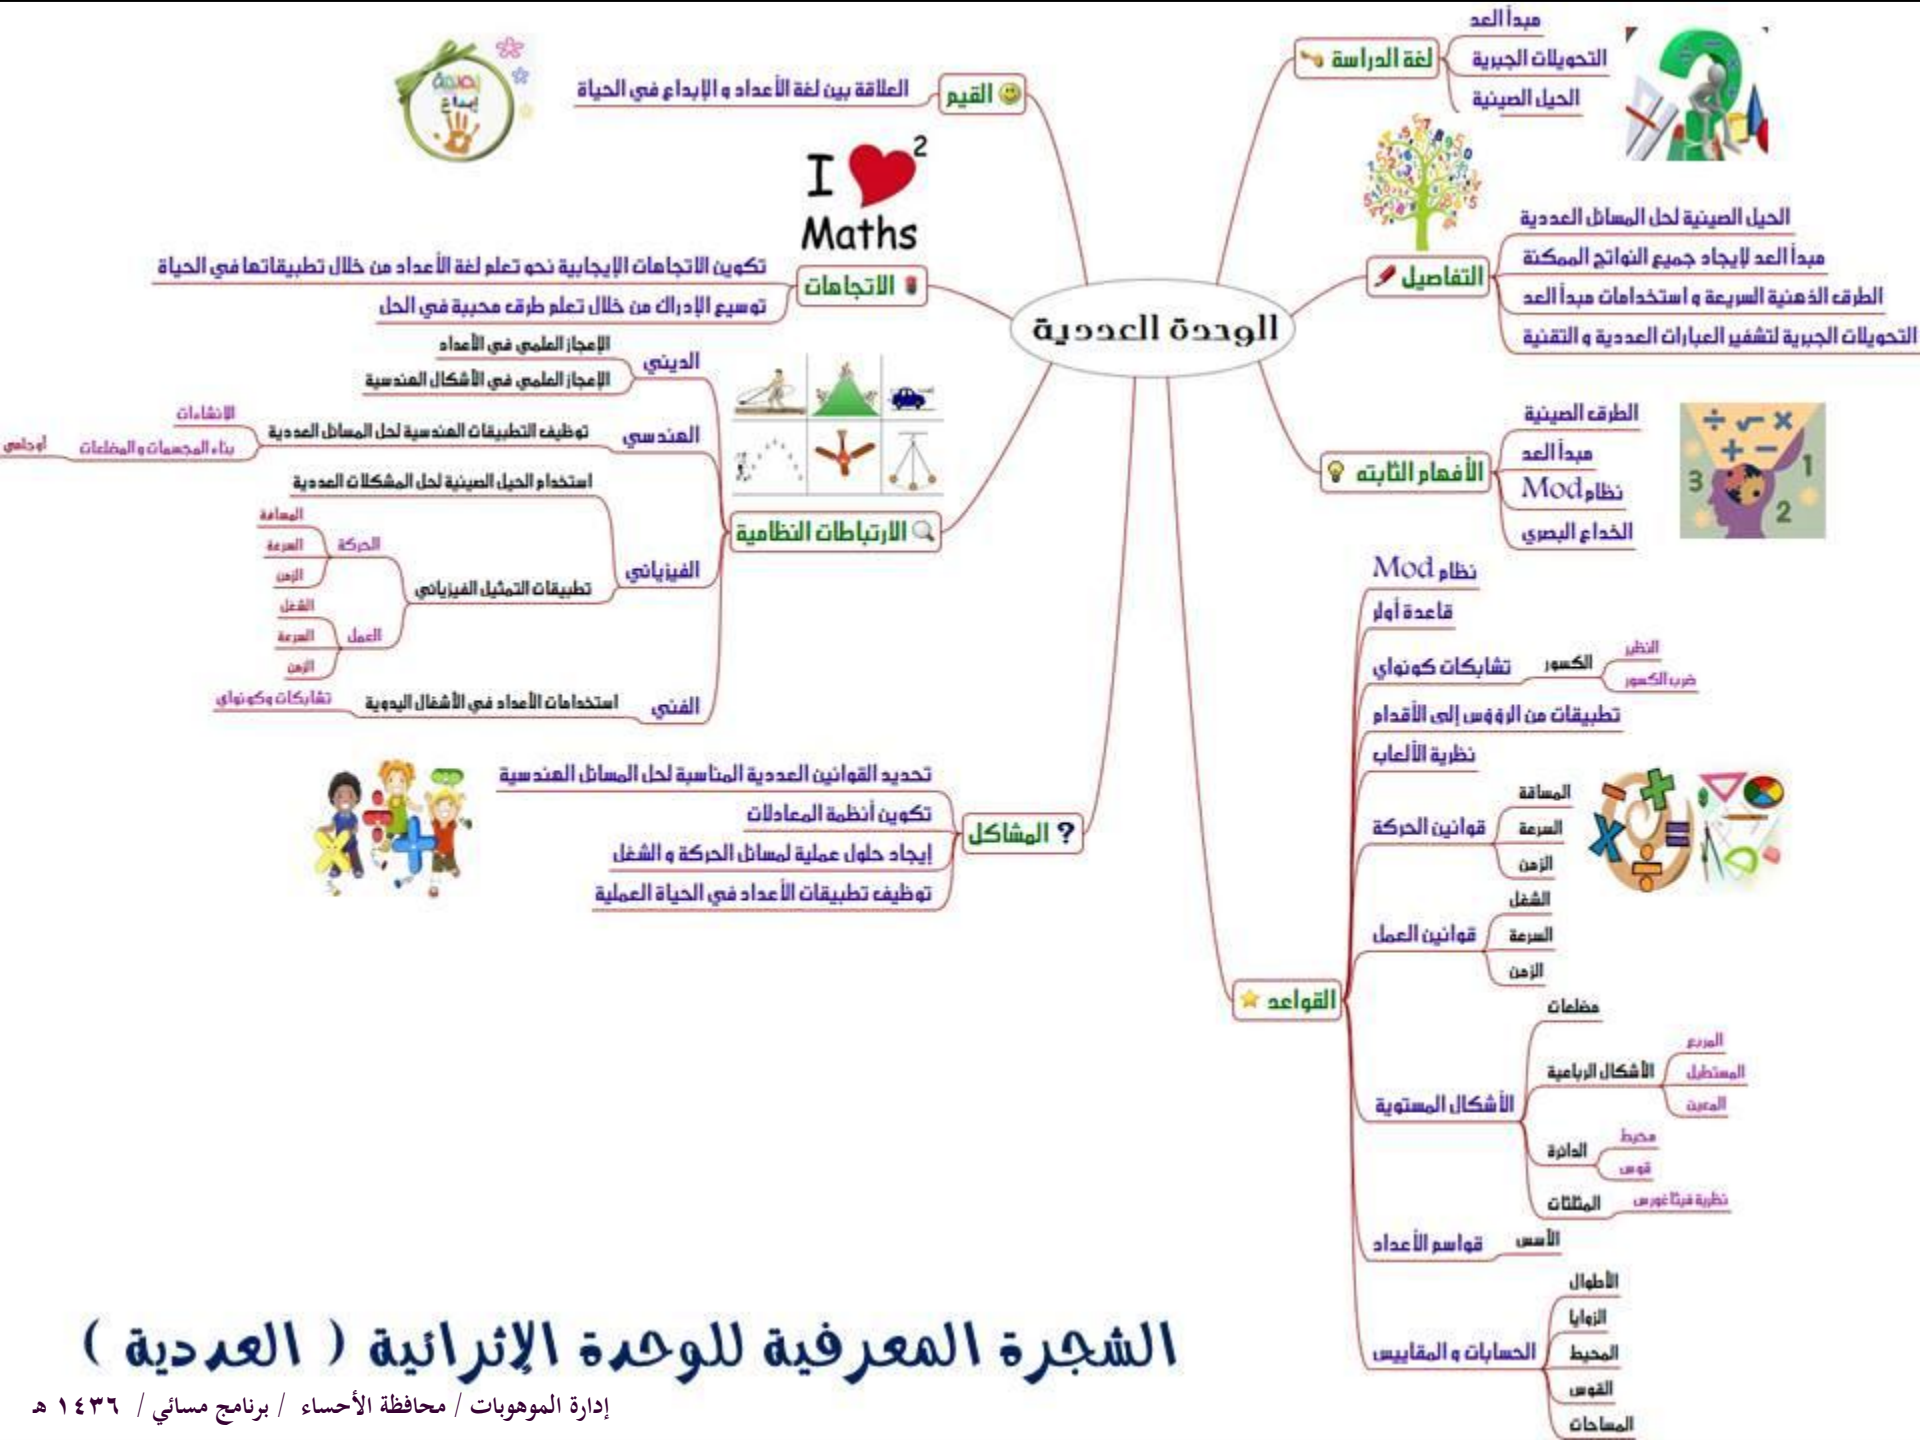 الوحدة العددية
لغة الدراسة
مبدأ العد
التحويلات الجبرية
الحيل الصينية
التفاصيل
الحيل الصينية لحل المسائل العددية
مبدأ العد لإيجاد جميع النواتج الممكنة
الطرق الذهنية السريعة و استخدامات مبدأ العد
التحويلات الجبرية لتشفير العبارات العددية و التقنية
الأفهام الثابته
الطرق الصينية
مبدأ العد
نظام Mod
الخداع البصري
3
1
2
القواعد
نظام Mod
قاعدة أولر
تشابكات كونواي
الكسور
النظير
ضرب الكسور
تطبيقات من الرؤوس إلى الأقدام
نظرية الألعاب
قوانين الحركة
المسافة
السرعة
الزمن
قوانين العمل
الشغل
السرعة
الزمن
الأشكال المستوية
مضلعات
الأشكال الرباعية
المربع
المستطيل
المعين
الدائرة
محيط
قوس
المثلثات
نظرية فيثاغورس
قواسم الأعداد
الأسس
الحسابات و المقاييس
الأطوال
الزوايا
المحيط
القوس
المساحات
القيم
العلاقة بين لغة الأعداد و الإبداع في الحياة
بصمة
إبداع
I 2
Maths
الاتجاهات
تكوين الاتجاهات الإيجابية نحو تعلم لغة الأعداد من خلال تطبيقاتها في الحياة
توسيع الإدراك من خلال تعلم طرق محببة في الحل
الارتباطات النظامية
الديني
الإعجاز العلمي في الأعداد
الإعجاز العلمي في الأشكال الهندسية
الهندسي
توظيف التطبيقات الهندسية لحل المسائل العددية
الانشاءات
بناء المجسمات و المضلعات
الفيزيائي
استخدام الحيل الصينية لحل المشكلات العددية
تطبيقات التمثيل الفيزيائي
الحركة
المسافة
السرعة
الزمن
العمل
الشغل
السرعة
الزمن
الفني
استخدامات الأعداد في الأشغال اليدوية
تشابكات وكونواي
? المشاكل
تحديد القوانين العددية المناسبة لحل المسائل الهندسية
تكوين أنظمة المعادلات
إيجاد حلول عملية لمسائل الحركة و الشغل
توظيف تطبيقات الأعداد في الحياة العملية
الشجرة المعرفية للوحدة الإثرائية ( العددية )
إدارة الموهوبات / محافظة الأحساء / برنامج مسائي / ١٤٣٦ هـ